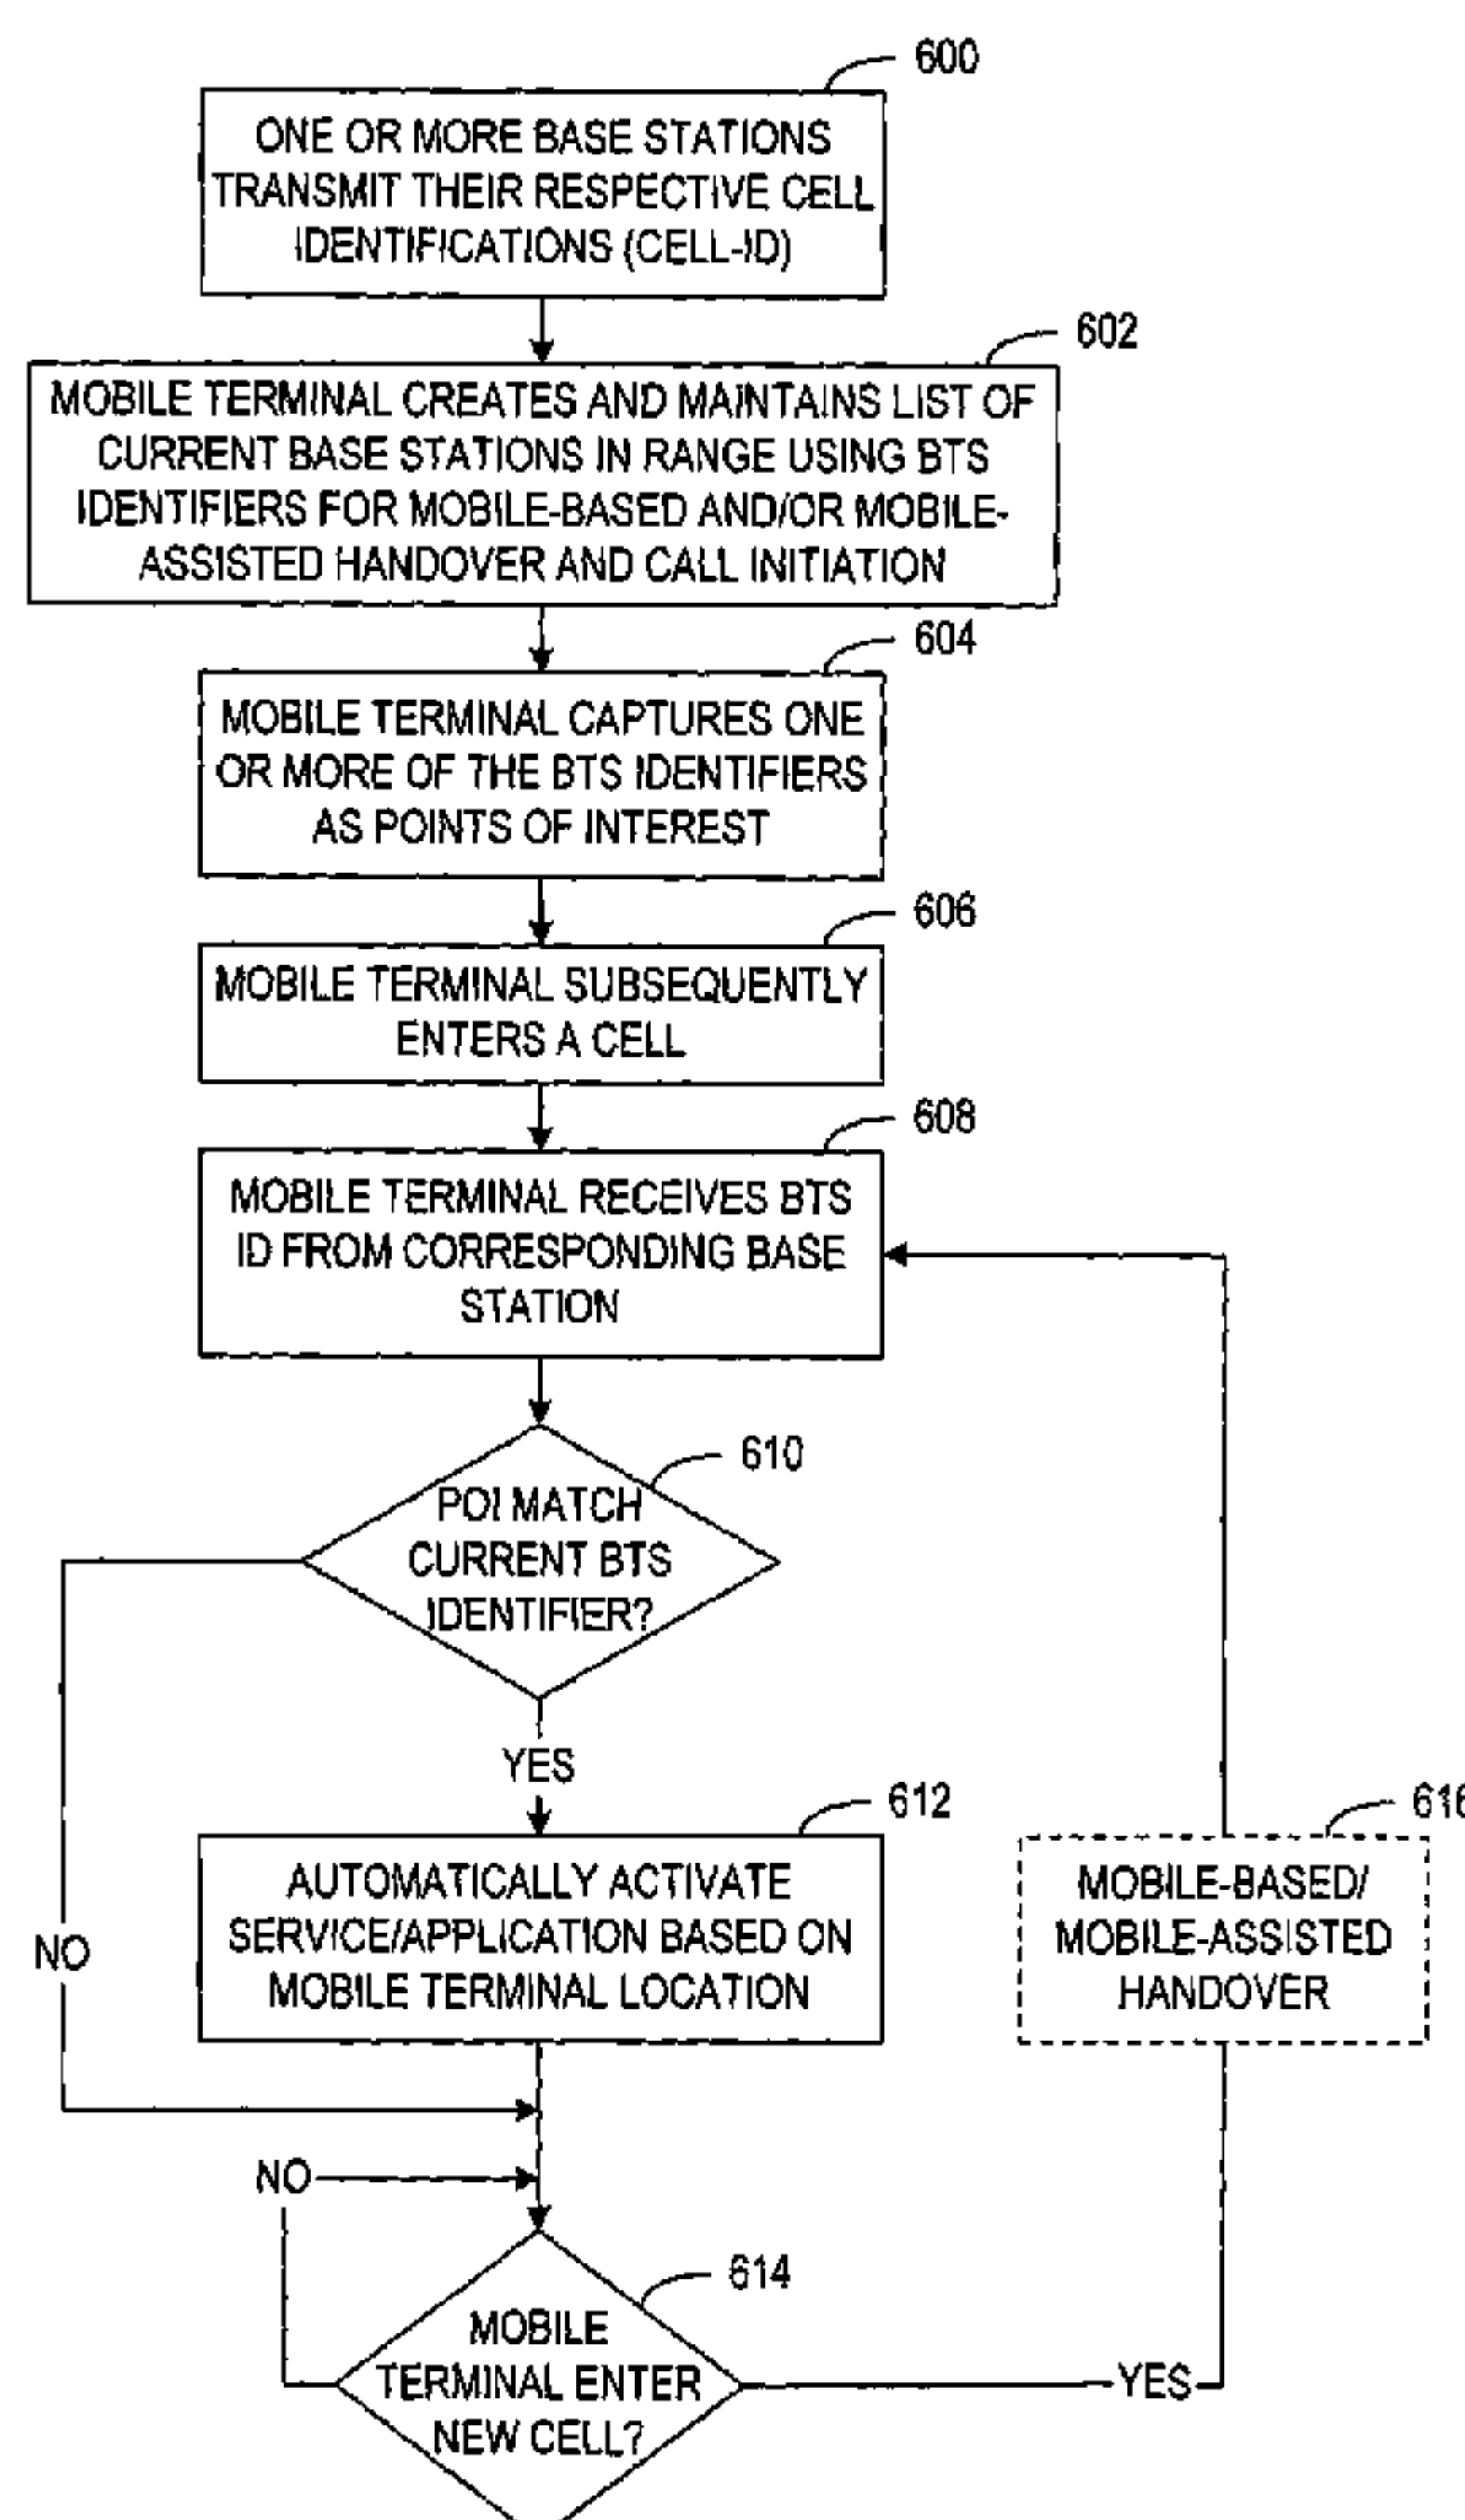 600
ONE OR MORE BASE STATIONS
TRANSMIT THEIR RESPECTIVE CELL
IDENTIFICATIONS (CELL-ID)
602
MOBILE TERMINAL CREATES AND MAINTAINS LIST OF
CURRENT BASE STATIONS IN RANGE USING BTS
IDENTIFIERS FOR MOBILE-BASED AND/OR MOBILE-
ASSISTED HANDOVER AND CALL INITIATION
604
MOBILE TERMINAL CAPTURES ONE
OR MORE OF THE BTS IDENTIFIERS
AS POINTS OF INTEREST
606
MOBILE TERMINAL SUBSEQUENTLY
ENTERS A CELL
608
MOBILE TERMINAL RECEIVES BTS
ID FROM CORRESPONDING BASE
STATION
610
POI MATCH
CURRENT BTS
IDENTIFIER?
YES
NO
612
AUTOMATICALLY ACTIVATE
SERVICE/APPLICATION BASED ON
MOBILE TERMINAL LOCATION
616
MOBILE-BASED/
MOBILE-ASSISTED
HANDOVER
NO
614
MOBILE
TERMINAL ENTER
NEW CELL?
YES